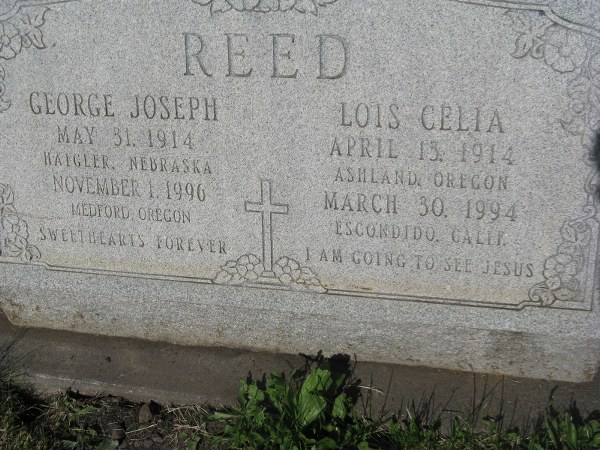 REED
GEORGE JOSEPH
MAY 31, 1914
HAIGLER, NEBRASKA
NOVEMBER 1, 1996
MEDFORD, OREGON
SWEETHEARTS FOREVER
LOIS CELIA
APRIL 15, 1914
ASHLAND, OREGON
MARCH 30, 1994
ESCONDIDO, CALIF.
I AM GOING TO SEE JESUS